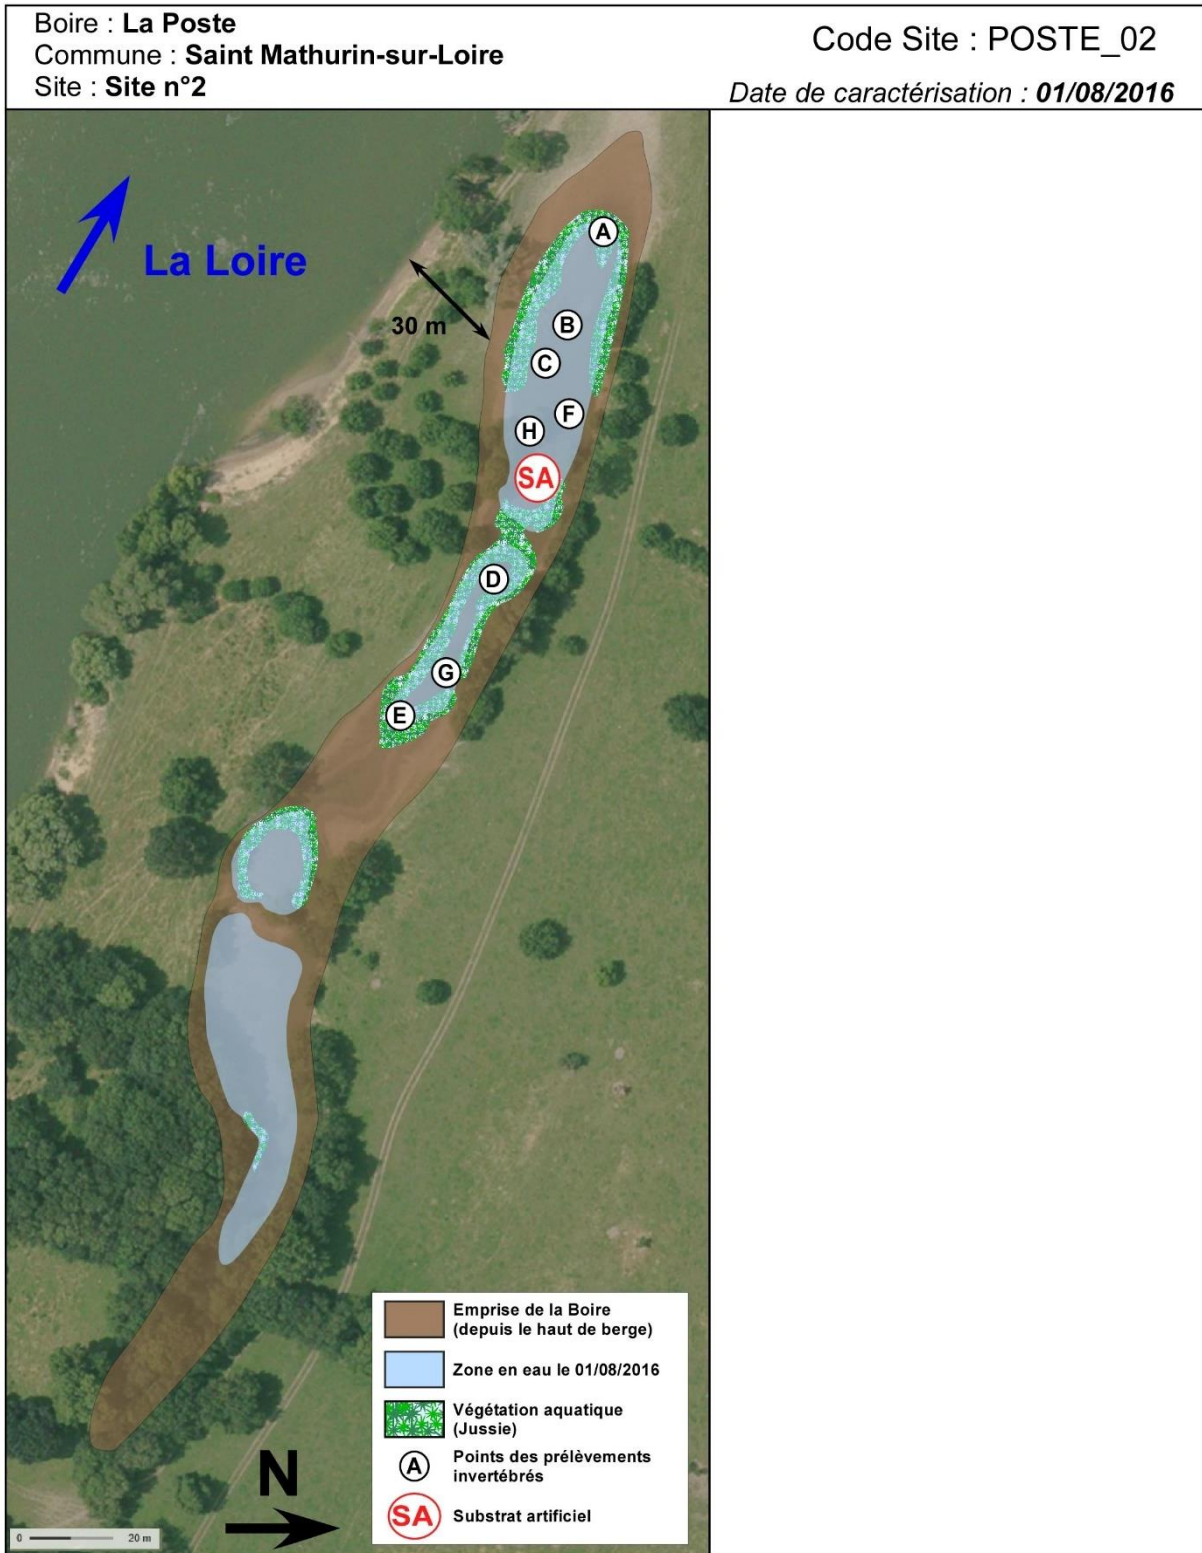 Boire : La Poste
Commune : Saint Mathurin-sur-Loire
Site : Site n°2
Code Site : POSTE_02
Date de caractérisation : 01/08/2016
La Loire
30 m
A
B
C
F
H
SA
D
G
E
Emprise de la Boire
(depuis le haut de berge)
Zone en eau le 01/08/2016
Végétation aquatique
(Jussie)
A
Points des prélèvements
invertébrés
SA
Substrat artificiel
N
0 20 m